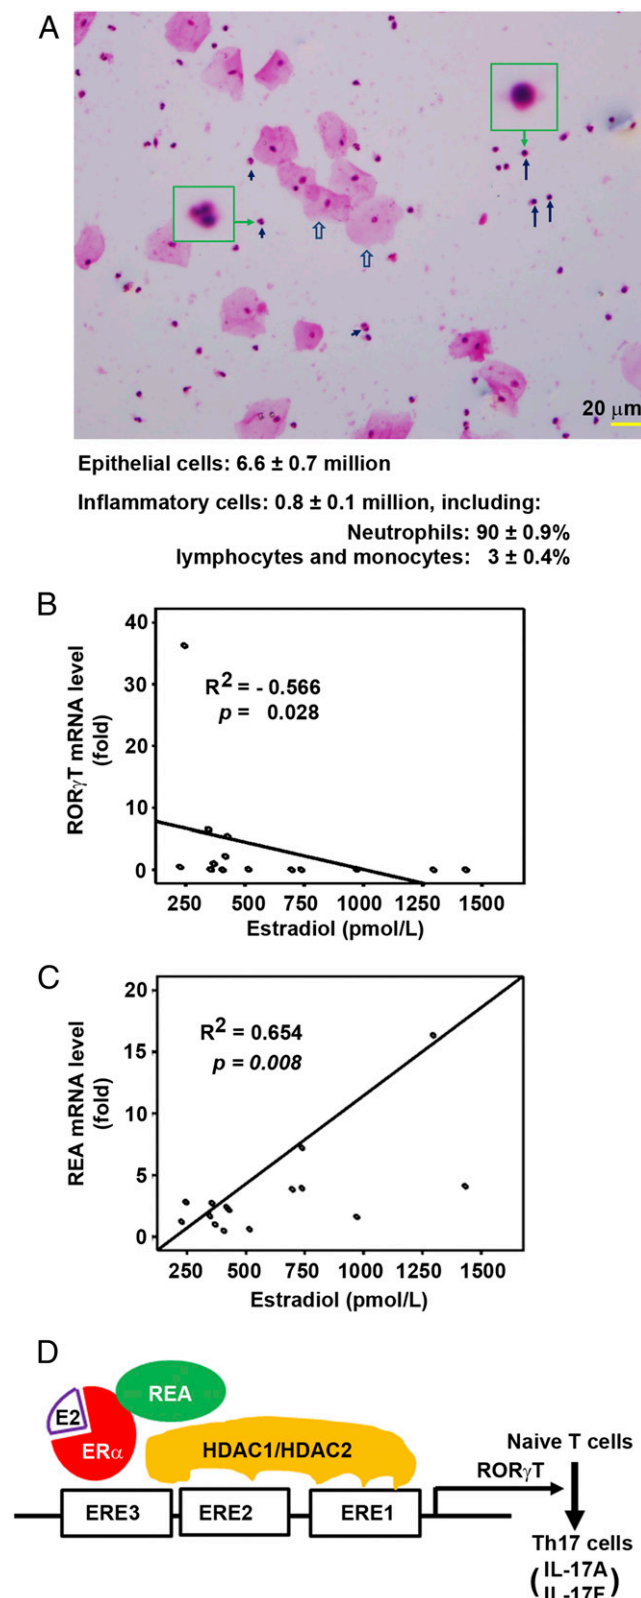 A
20 μm
Epithelial cells: 6.6 ± 0.7 million
Inflammatory cells: 0.8 ± 0.1 million, including:
Neutrophils: 90 ± 0.9%
lymphocytes and monocytes: 3 ± 0.4%
B
RORγT mRNA level
(fold)
40
30
20
10
0
R² = - 0.566
p = 0.028
250 500 750 1000 1250 1500
Estradiol (pmol/L)
C
REA mRNA level
(fold)
20
15
10
5
0
R² = 0.654
p = 0.008
250 500 750 1000 1250 1500
Estradiol (pmol/L)
D
REA
E2
ERα
HDAC1/HDAC2
ERE3 ERE2 ERE1
RORγT
Naive T cells
Th17 cells
(IL-17A
IL-17F)